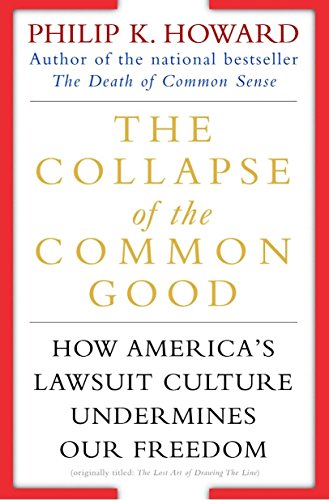 PHILIP K. HOWARD
Author of the national bestseller
The Death of Common Sense
THE
COLLAPSE
of the
COMMON
GOOD
HOW AMERICA'S
LAWSUIT CULTURE
UNDERMINES
OUR FREEDOM
(originally titled: The Lost Art of Drawing The Line)